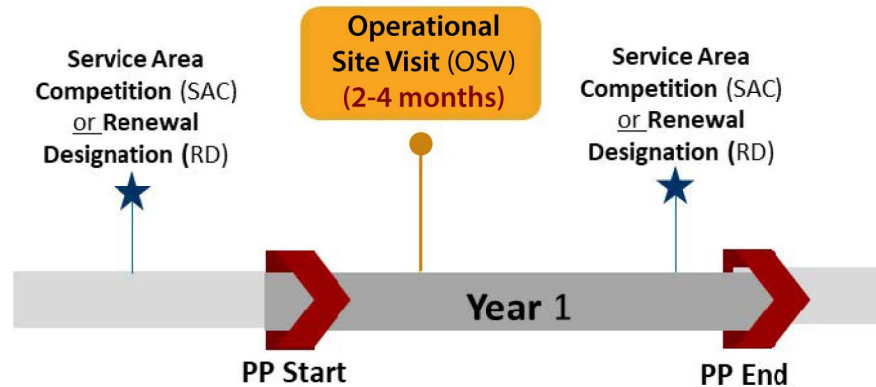 Service Area
Competition (SAC)
or Renewal
Designation (RD)
Operational
Site Visit (OSV)
(2-4 months)
Service Area
Competition (SAC)
or Renewal
Designation (RD)
Year 1
PP Start
PP End